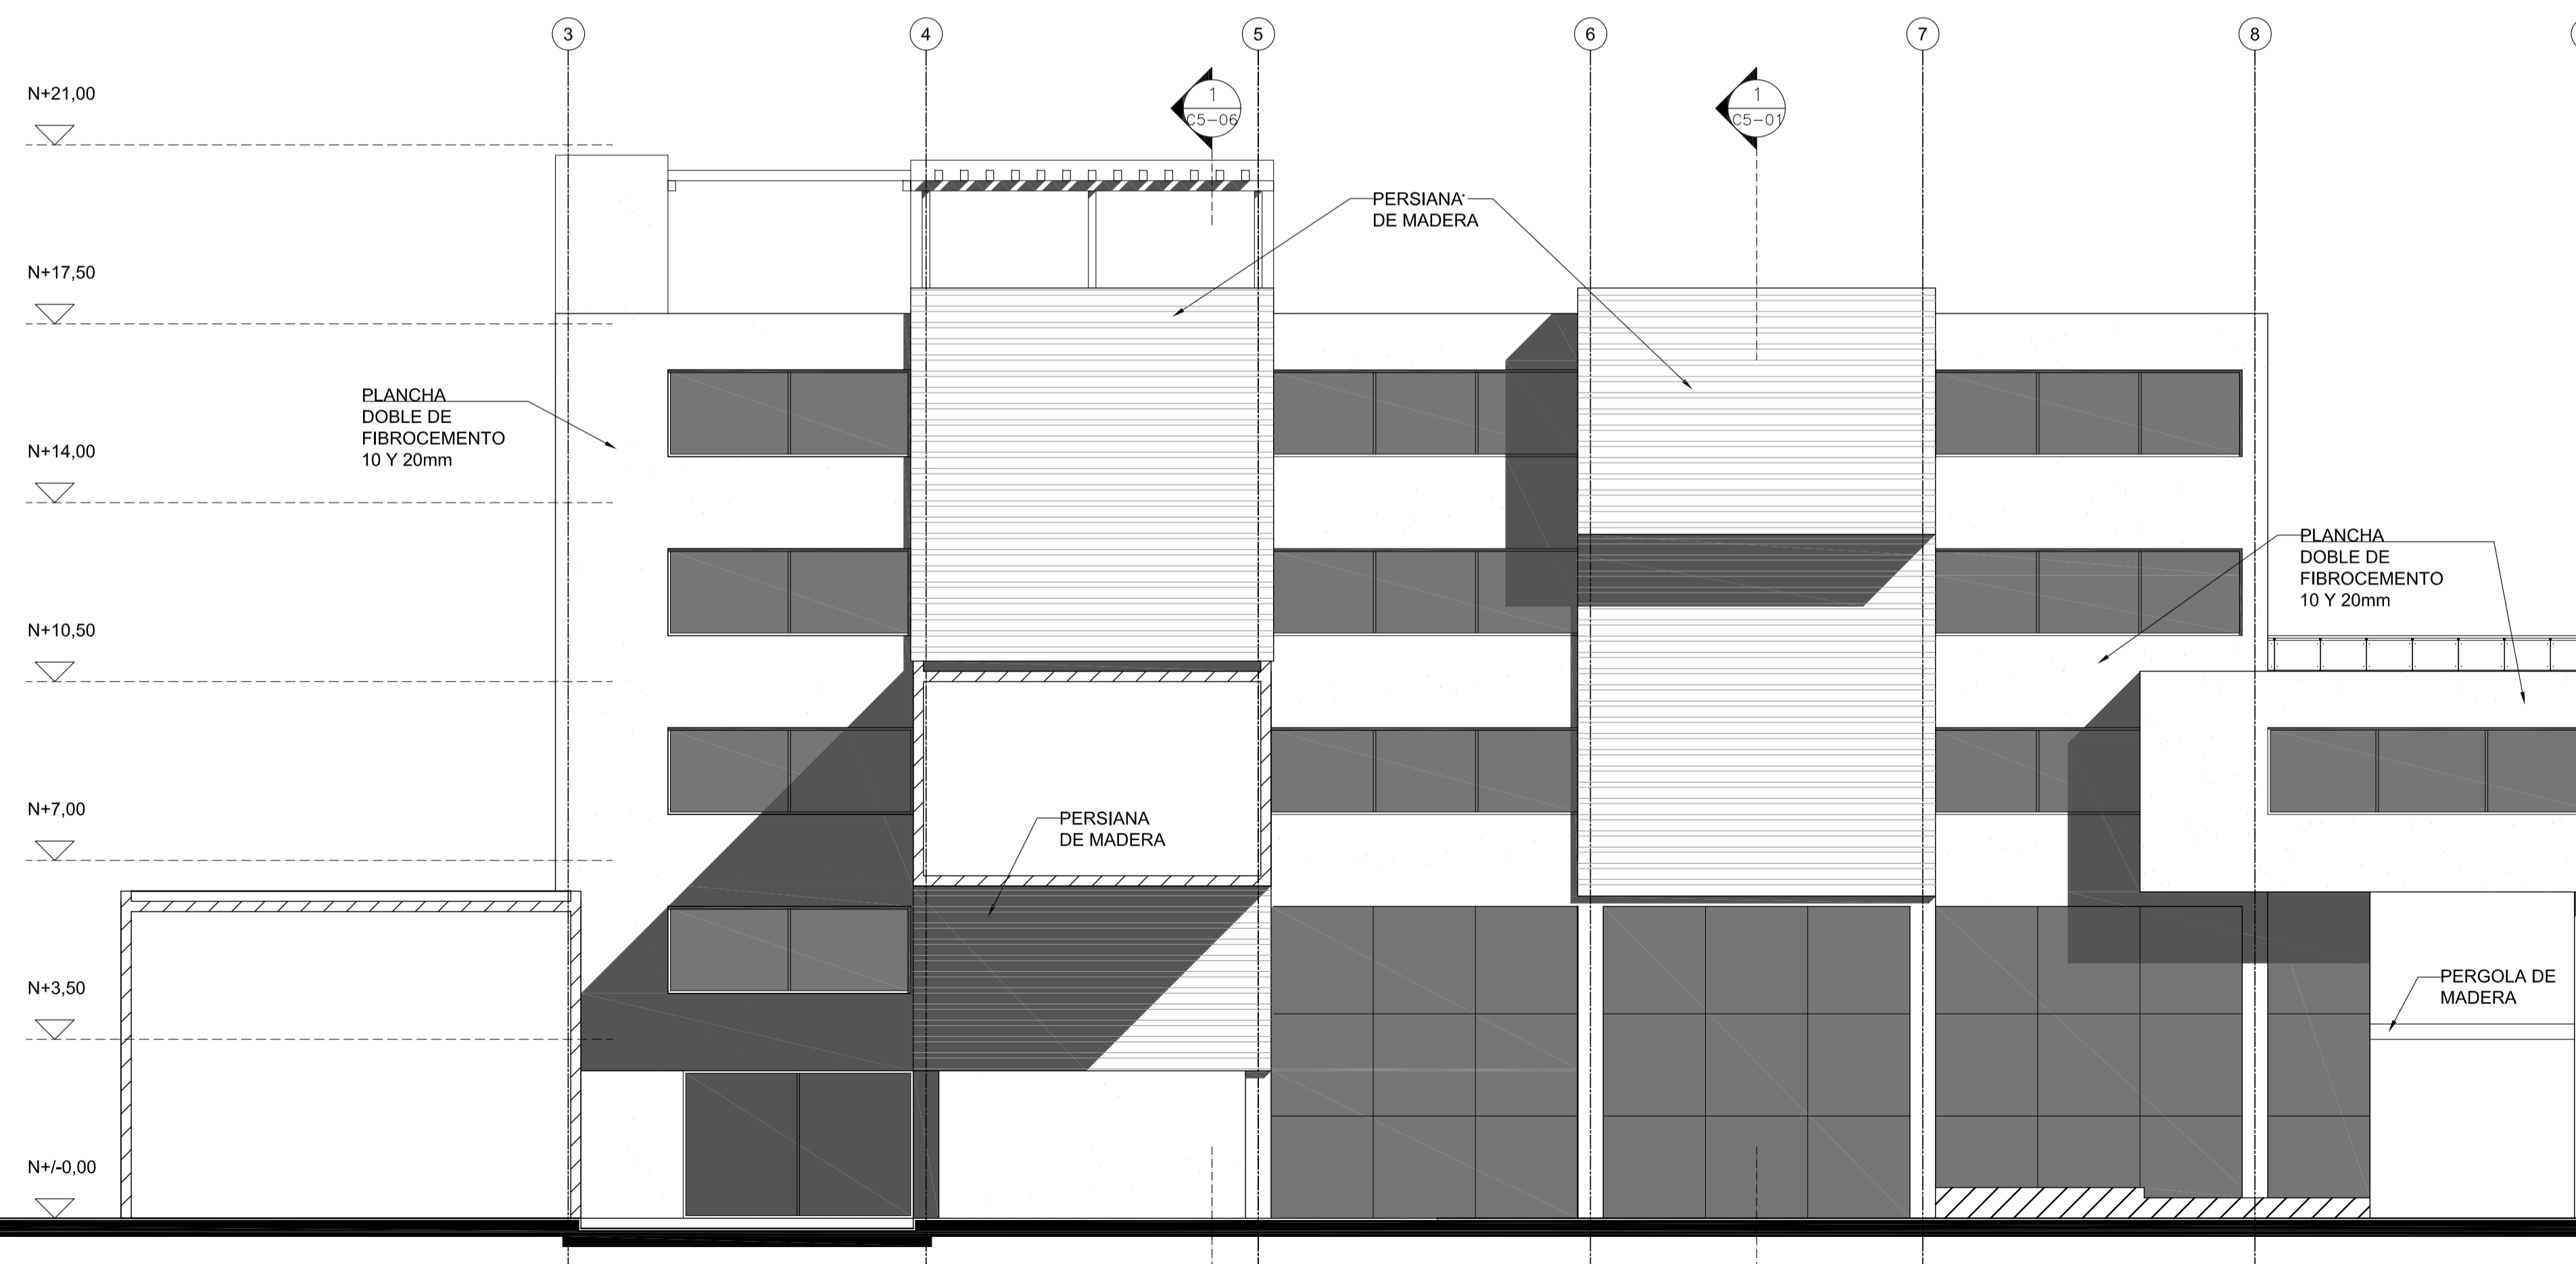 3
4
5
6
7
8
N+21,00
1
C5-06
1
C5-01
PERSIANA
DE MADERA
N+17,50
PLANCHA
DOBLE DE
FIBROCEMENTO
10 Y 20mm
N+14,00
PLANCHA
DOBLE DE
FIBROCEMENTO
10 Y 20mm
N+10,50
N+7,00
PERSIANA
DE MADERA
N+3,50
PERGOLA DE
MADERA
N+/-0,00